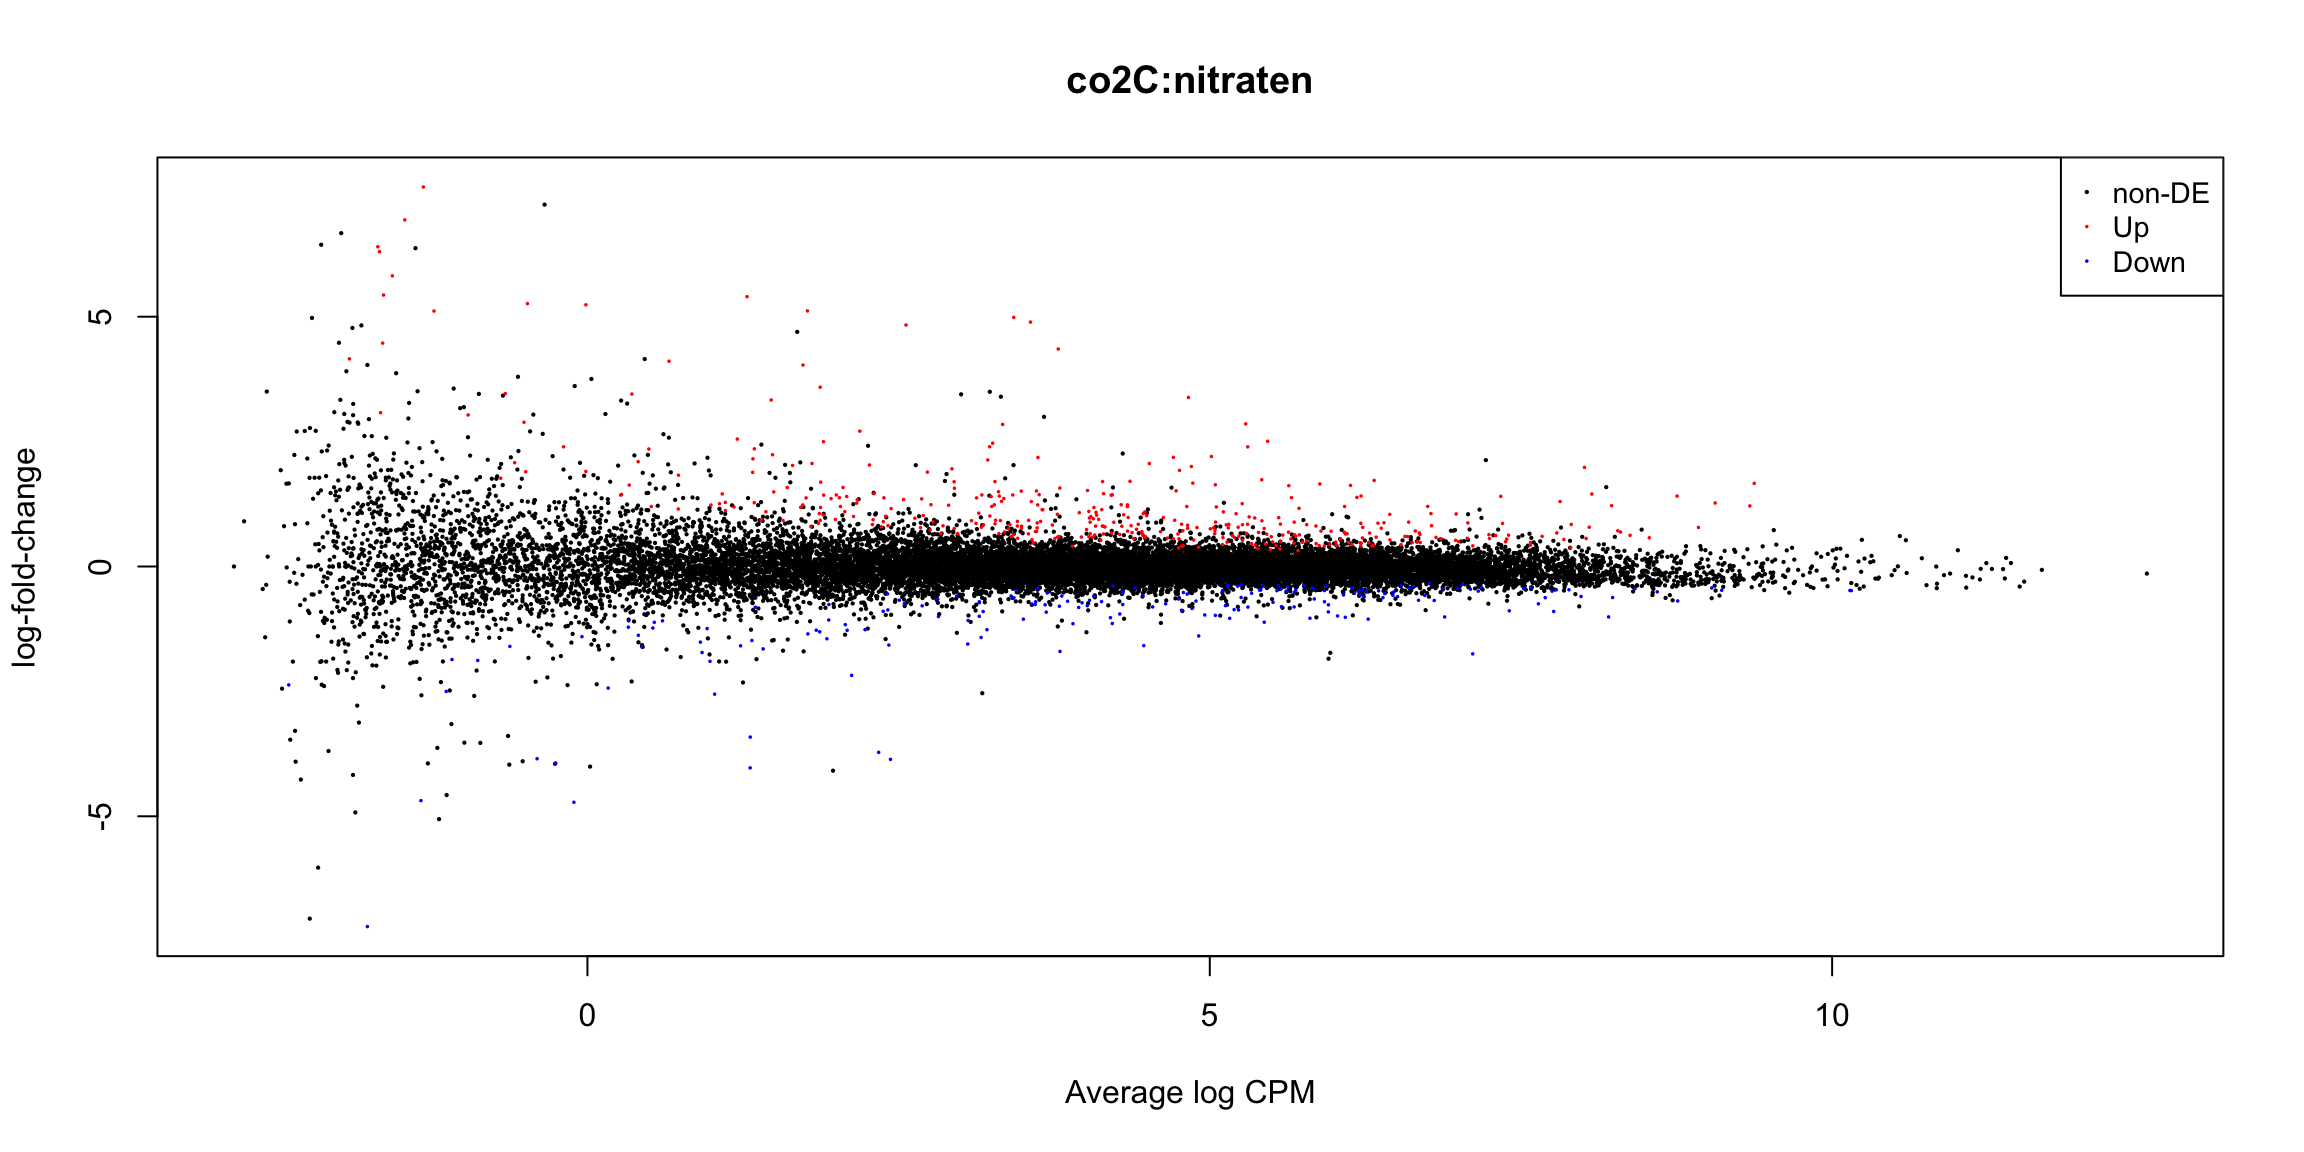 co2C:nitraten
non-DE
Up
Down
5
0
-5
log-fold-change
0 5 10
Average log CPM